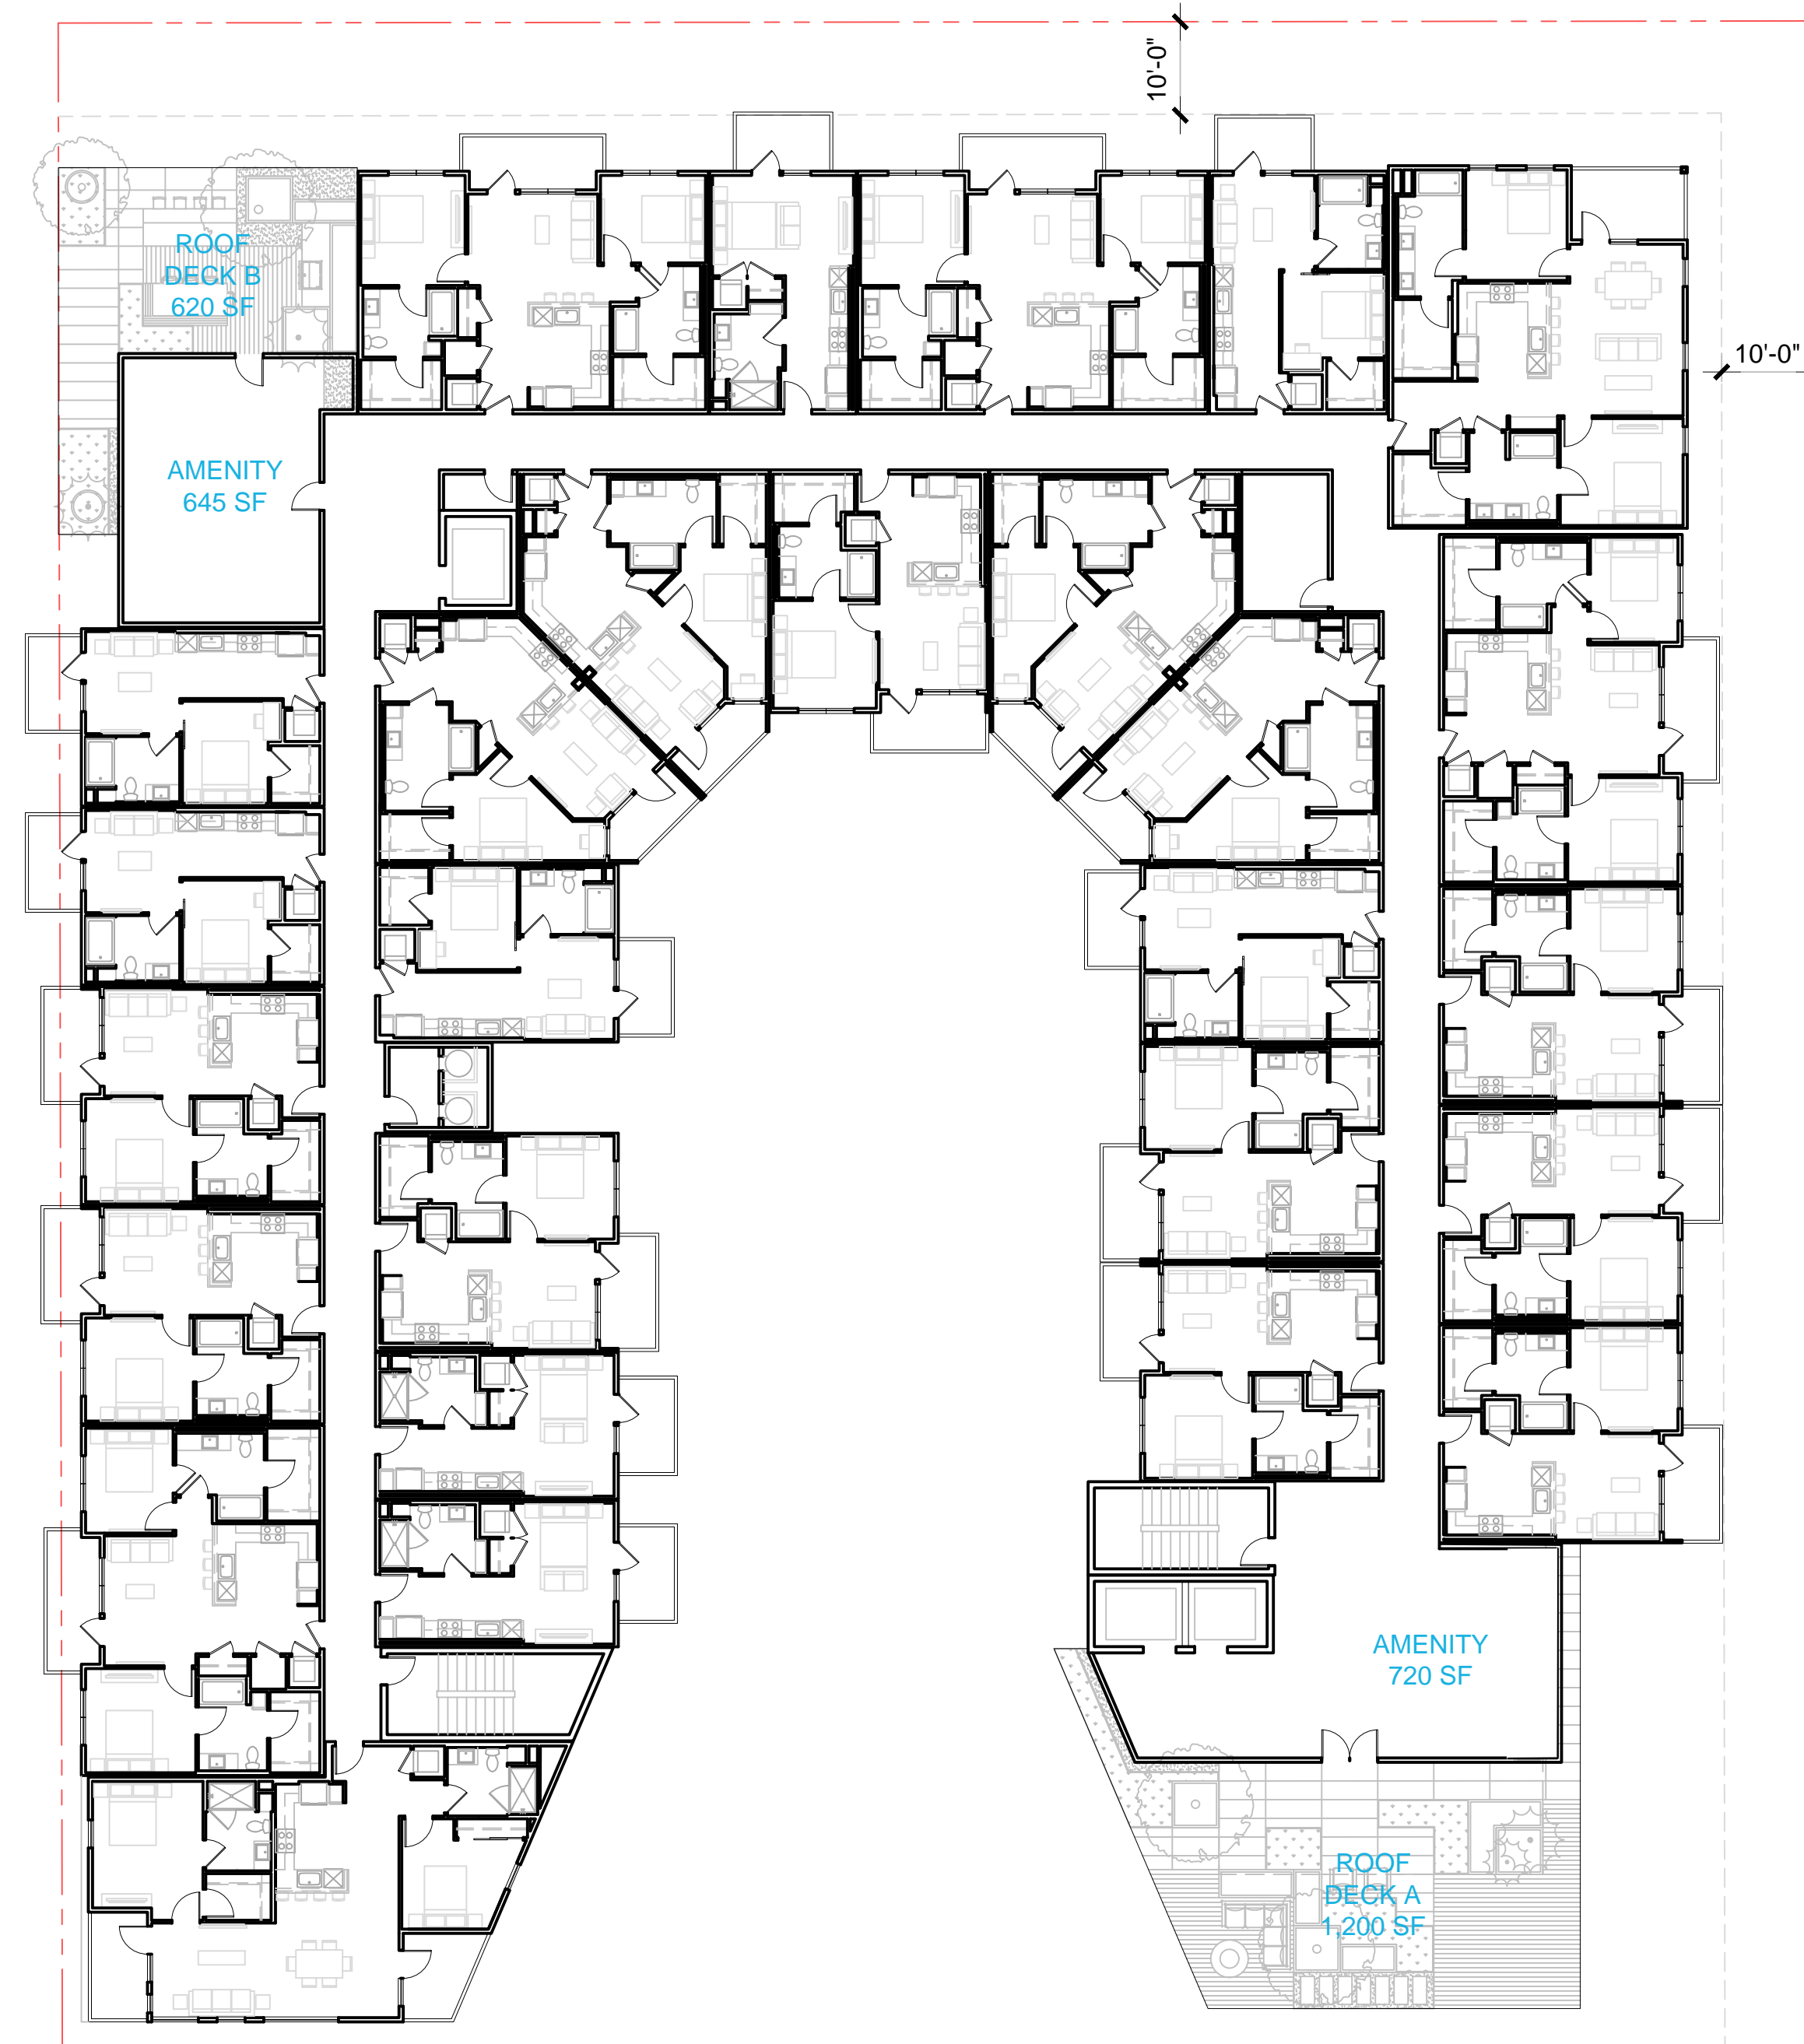 10'-0"
ROOF
DECK B
620 SF
10'-0"
AMENITY
645 SF
AMENITY
720 SF
ROOF
DECK A
1,200 SF